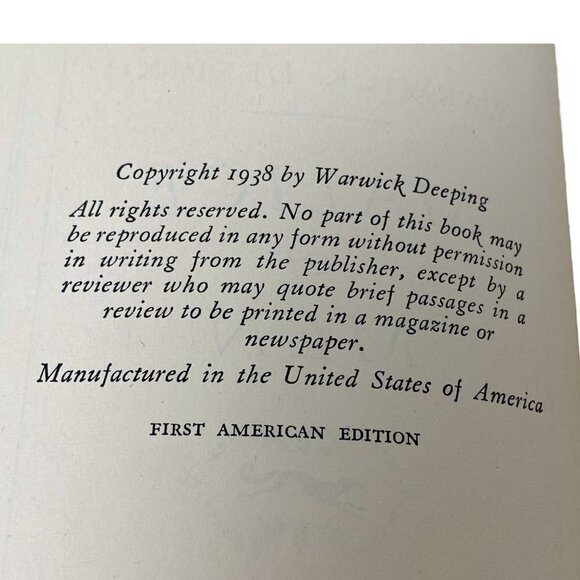 Copyright 1938 by Warwick Deeping
All rights reserved. No part of this book may
be reproduced in any form without permission
in writing from the publisher, except by a
reviewer who may quote brief passages in a
review to be printed in a magazine or
newspaper.
Manufactured in the United States of America
FIRST AMERICAN EDITION